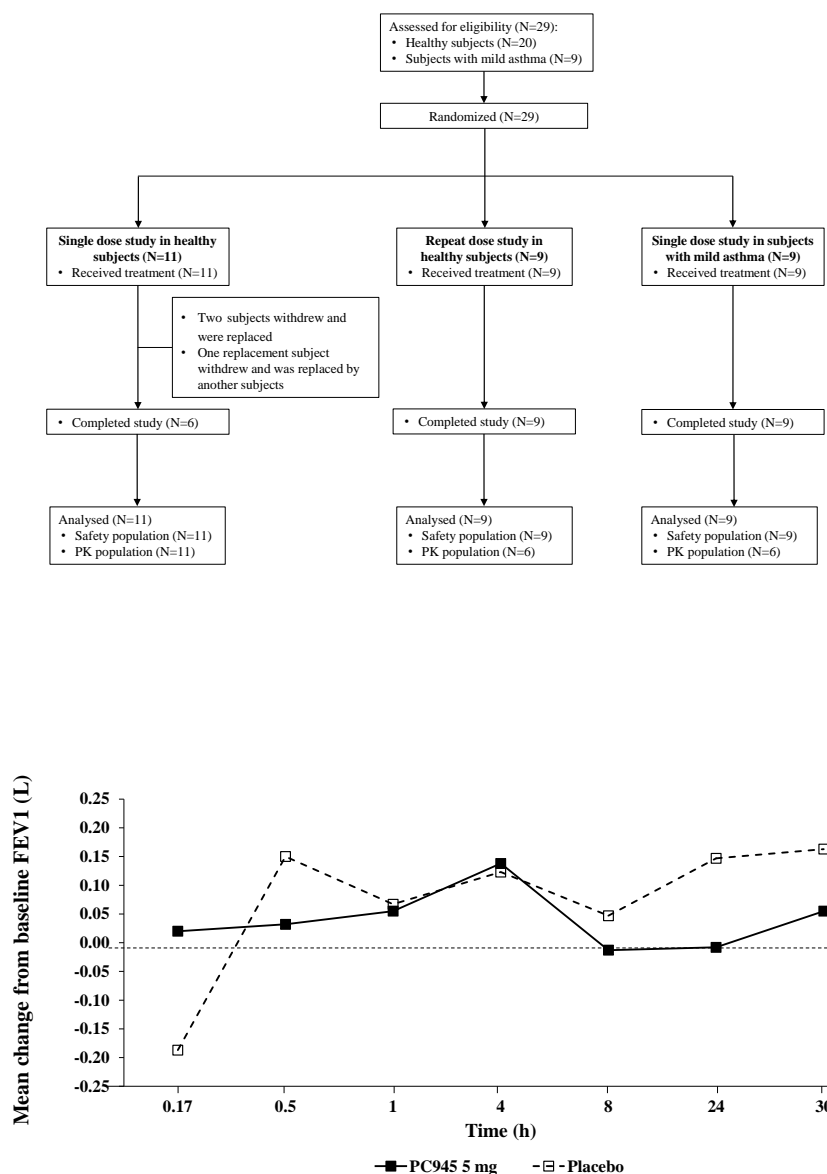 Assessed for eligibility (N=29):
• Healthy subjects (N=20)
• Subjects with mild asthma (N=9)
Randomized (N=29)
Single dose study in healthy
subjects (N=11)
• Received treatment (N=11)
Repeat dose study in
healthy subjects (N=9)
• Received treatment (N=9)
Single dose study in subjects
with mild asthma (N=9)
• Received treatment (N=9)
• Two subjects withdrew and
were replaced
• One replacement subject
withdrew and was replaced by
another subjects
• Completed study (N=6)
• Completed study (N=9)
• Completed study (N=9)
Analysed (N=11)
• Safety population (N=11)
• PK population (N=11)
Analysed (N=9)
• Safety population (N=9)
• PK population (N=6)
Analysed (N=9)
• Safety population (N=9)
• PK population (N=6)
Mean change from baseline FEV1 (L)
0.25
0.20
0.15
0.10
0.05
0.00
-0.05
-0.10
-0.15
-0.20
-0.25
0.17 0.5 1 4 8 24 30
Time (h)
PC945 5 mg Placebo